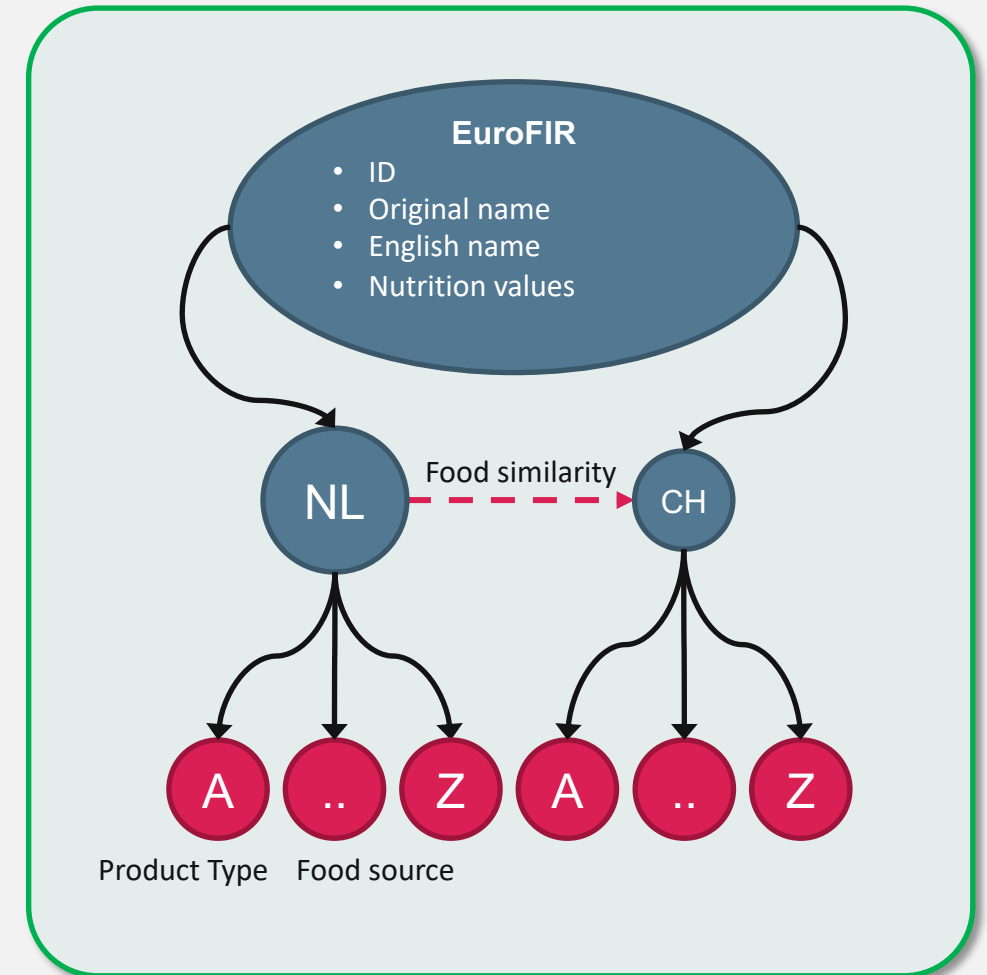 EuroFIR
• ID
• Original name
• English name
• Nutrition values
Food similarity
NL
CH
A
..
Z
A
..
Z
Product Type
Food source